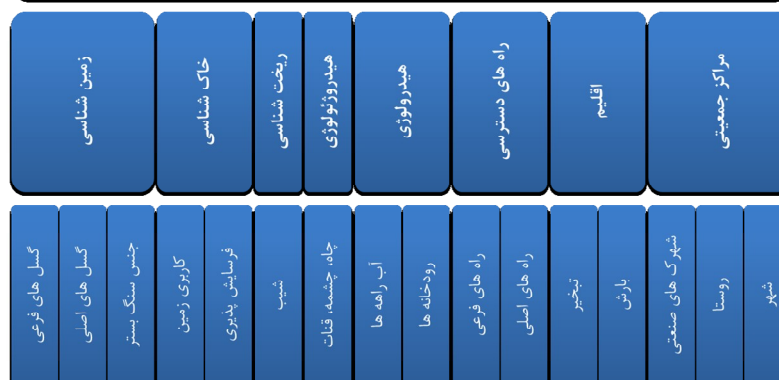 مراکز جمعیتی
اقلیم
راه های دسترسی
هیدرولوژی
هیدروژئولوژی
ریخت شناسی
خاک شناسی
زمین شناسی
شهر
روستا
شهرک های صنعتی
بارش
تبخیر
راه های اصلی
راه های فرعی
رودخانه ها
آب راهه ها
چاه، چشمه، قنات
شیب
فرسایش پذیری
کاربری زمین
جنس سنگ بستر
گسل های اصلی
گسل های فرعی